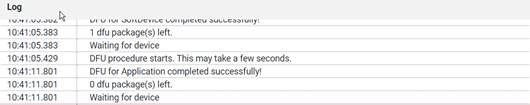 Log
10:41:05.382 DFU for SoftDevice completed successfully!
10:41:05.383 1 dfu package(s) left.
10:41:05.383 Waiting for device
10:41:05.429 DFU procedure starts. This may take a few seconds.
10:41:11.801 DFU for Application completed successfully!
10:41:11.801 0 dfu package(s) left.
10:41:11.801 Waiting for device